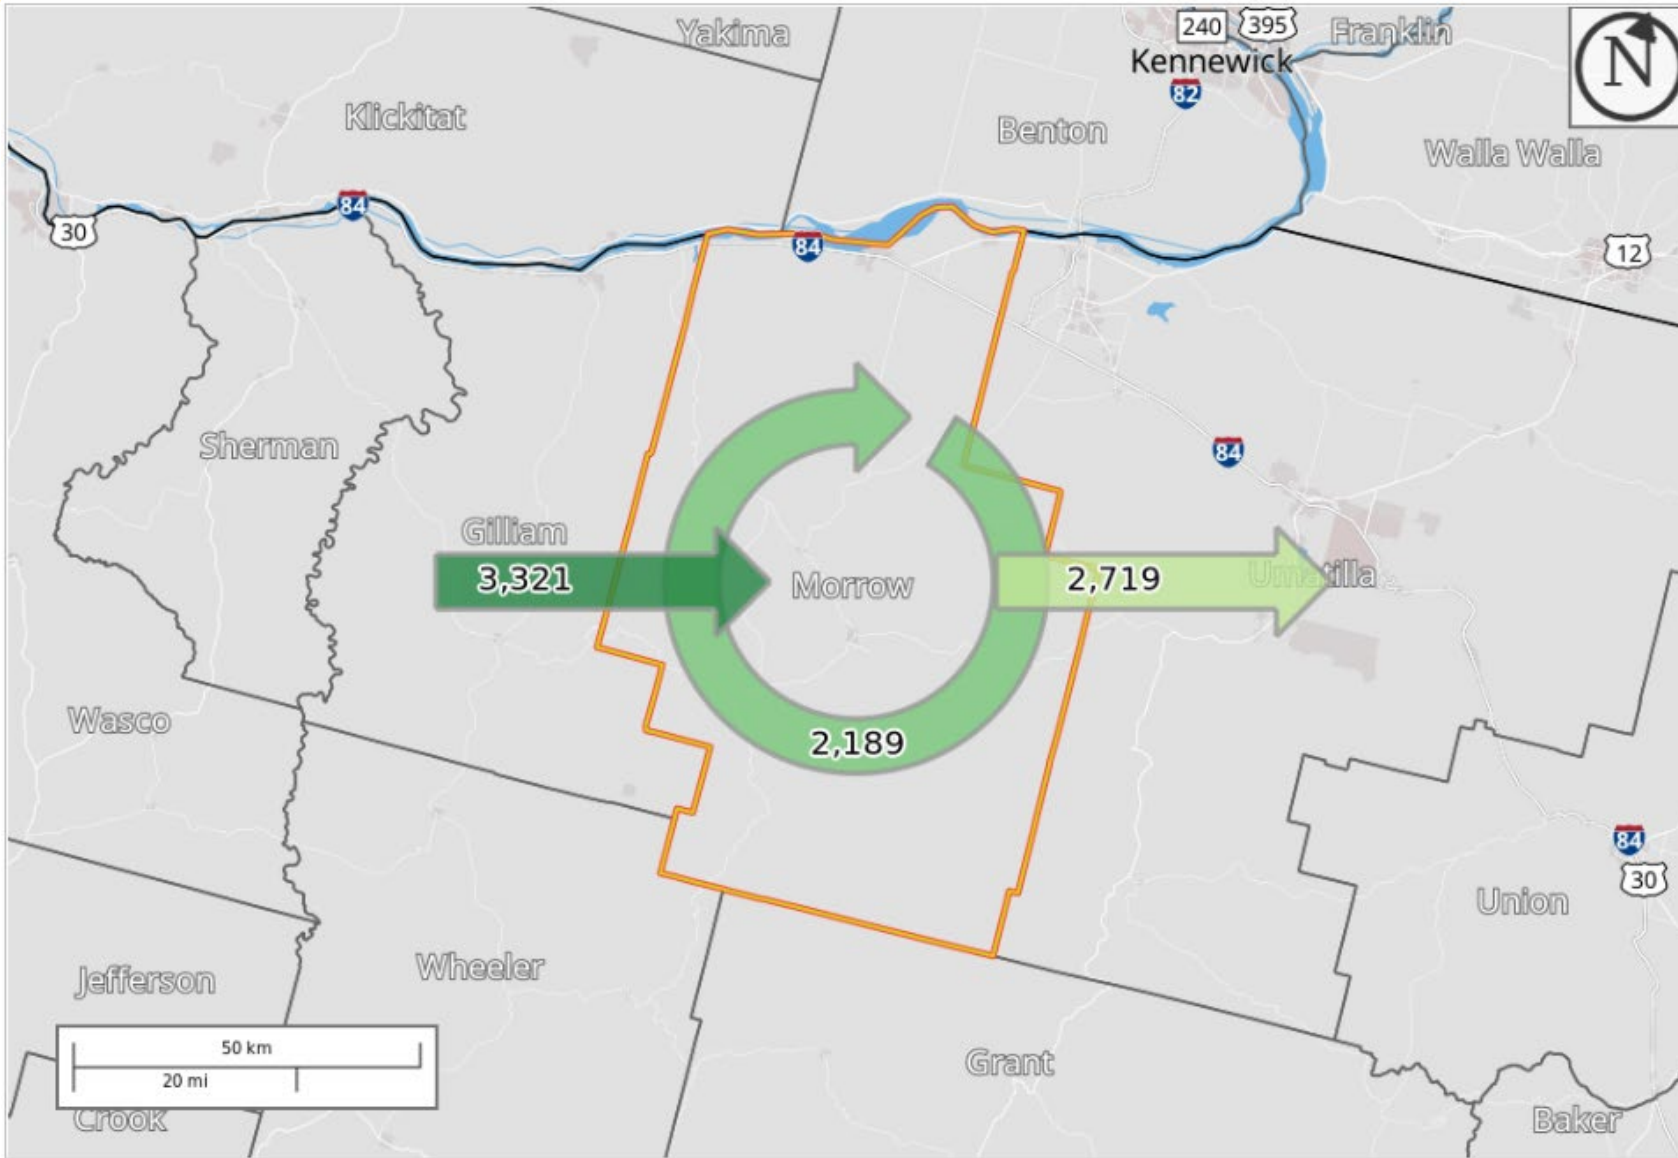 Yakima
240
395
Franklin
N
Kennewick
82
Klickitat
Benton
Walla Walla
84
30
84
12
Sherman
84
Gilliam
3,321
Morrow
2,719
Umatilla
Wasco
2,189
84
30
Union
Jefferson
Wheeler
50 km
20 mi
Grant
Crook
Baker